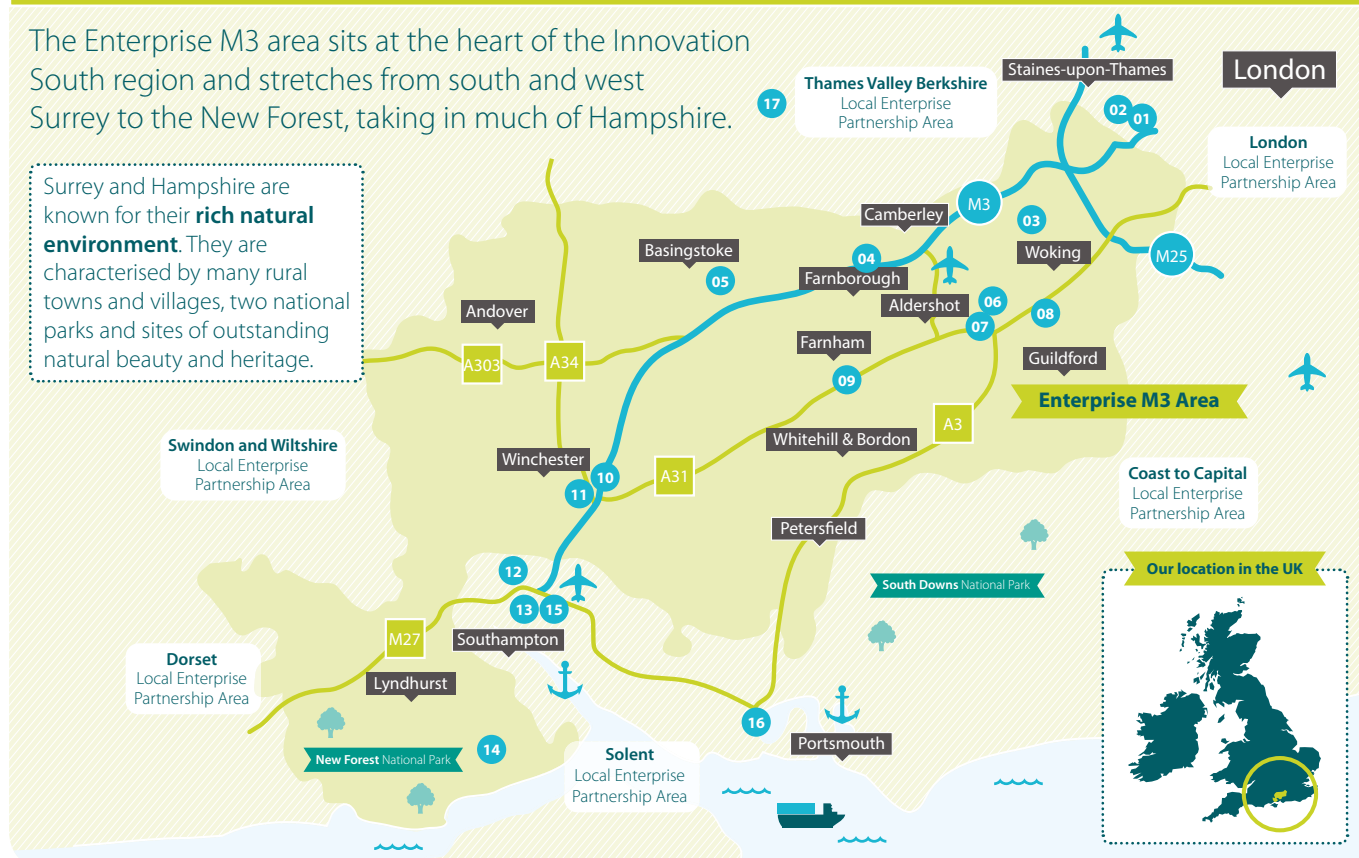 The Enterprise M3 area sits at the heart of the Innovation
South region and stretches from south and west
Surrey to the New Forest, taking in much of Hampshire.
Surrey and Hampshire are
known for their rich natural
environment. They are
characterised by many rural
towns and villages, two national
parks and sites of outstanding
natural beauty and heritage.
17
Thames Valley Berkshire
Local Enterprise
Partnership Area
Staines-upon-Thames
London
02
01
London
Local Enterprise
Partnership Area
M3
Camberley
03
Woking
M25
Basingstoke
05
04
Farnborough
Aldershot
06
07
08
Andover
A303
A34
Farnham
09
Guildford
Enterprise M3 Area
A3
Whitehill & Bordon
Swindon and Wiltshire
Local Enterprise
Partnership Area
Winchester
10
11
A31
Coast to Capital
Local Enterprise
Partnership Area
Petersfield
South Downs National Park
12
13
15
Southampton
M27
Lyndhurst
Dorset
Local Enterprise
Partnership Area
New Forest National Park
14
Solent
Local Enterprise
Partnership Area
16
Portsmouth
Our location in the UK